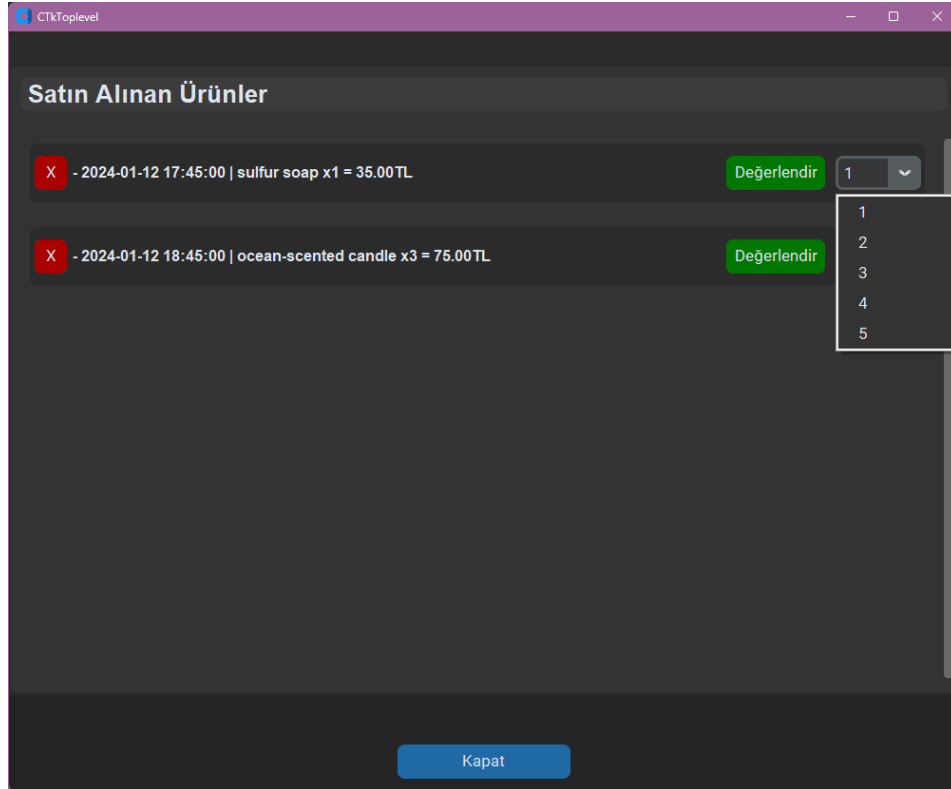 CTkToplevel
Satın Alınan Ürünler
X - 2024-01-12 17:45:00 | sulfur soap x1 = 35.00TL Değerlendir 1
1
2
X - 2024-01-12 18:45:00 | ocean-scented candle x3 = 75.00TL Değerlendir
3
4
5
Kapat